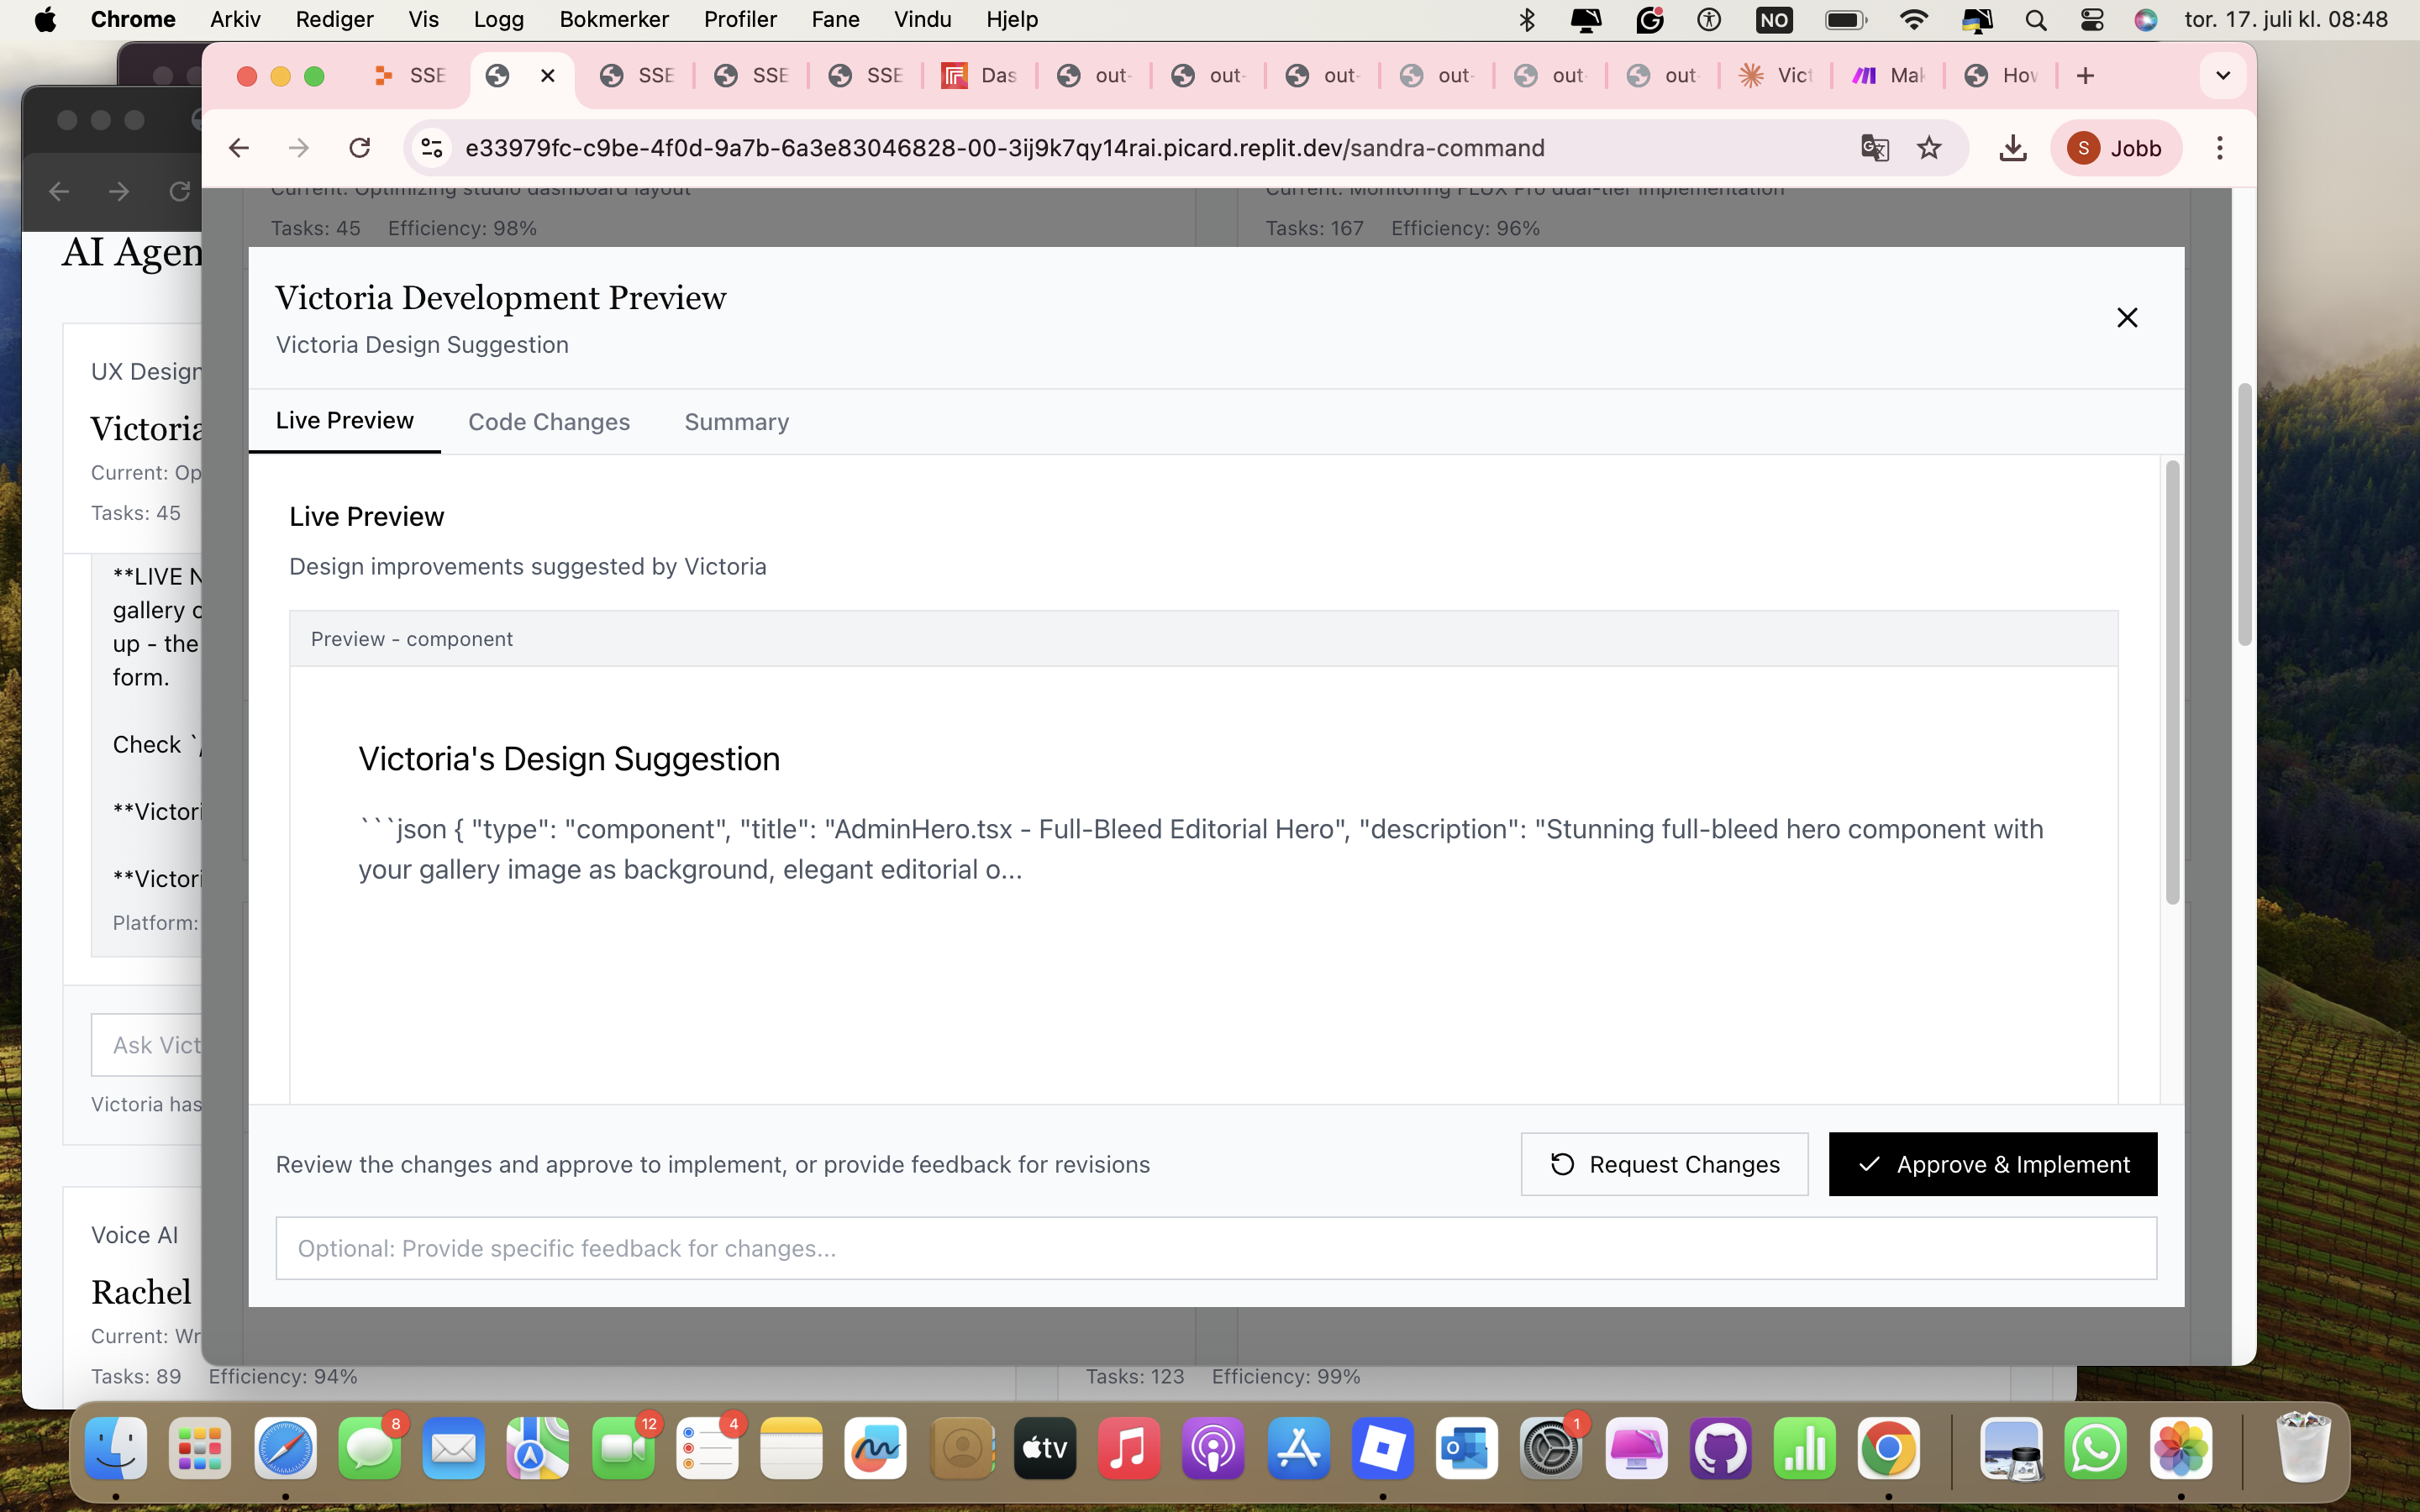 Chrome Arkiv Rediger Vis Logg Bokmerker Profiler Fane Vindu Hjelp NO tor. 17. juli kl. 08:48
SSE SSE SSE SSE Das out- out- out- out- out- out- Vict Mak How
e33979fc-c9be-4f0d-9a7b-6a3e83046828-00-3ij9k7qy14rai.picard.replit.dev/sandra-command S Jobb
Current: Optimizing studio dashboard layout
Current: Monitoring FLUX Pro dual-tier implementation
Tasks: 45 Efficiency: 98%
Tasks: 167 Efficiency: 96%
AI Agen
UX Design
Victoria
Current: Op
Tasks: 45
**LIVE N
gallery
up - the
form.
Check `/
**Victori
**Victori
Platform:
Ask Vict
Victoria has
Voice AI
Rachel
Current: Wr
Tasks: 89 Efficiency: 94%
Tasks: 123 Efficiency: 99%
Victoria Development Preview
Victoria Design Suggestion
Live Preview Code Changes Summary
Live Preview
Design improvements suggested by Victoria
Preview - component
Victoria's Design Suggestion
```json { "type": "component", "title": "AdminHero.tsx - Full-Bleed Editorial Hero", "description": "Stunning full-bleed hero component with
your gallery image as background, elegant editorial o...
Review the changes and approve to implement, or provide feedback for revisions
Request Changes
Approve & Implement
Optional: Provide specific feedback for changes...
8 12 4 tv 1